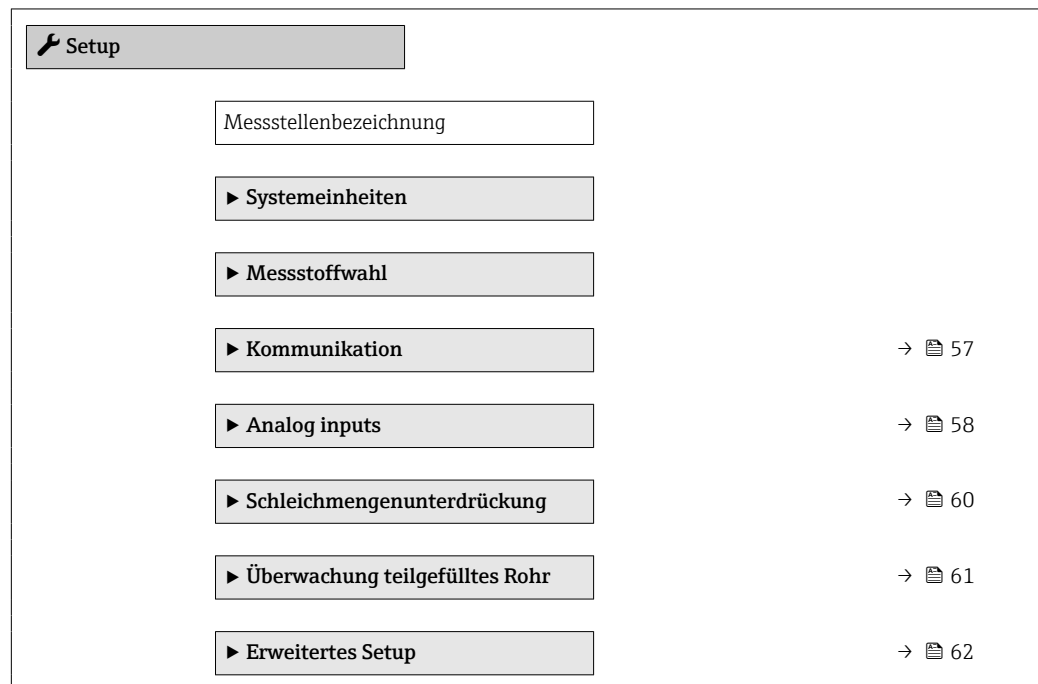 Setup
Messstellenbezeichnung
► Systemeinheiten
► Messstoffwahl
► Kommunikation → 57
► Analog inputs → 58
► Schleichmengenunterdrückung → 60
► Überwachung teilgefülltes Rohr → 61
► Erweitertes Setup → 62